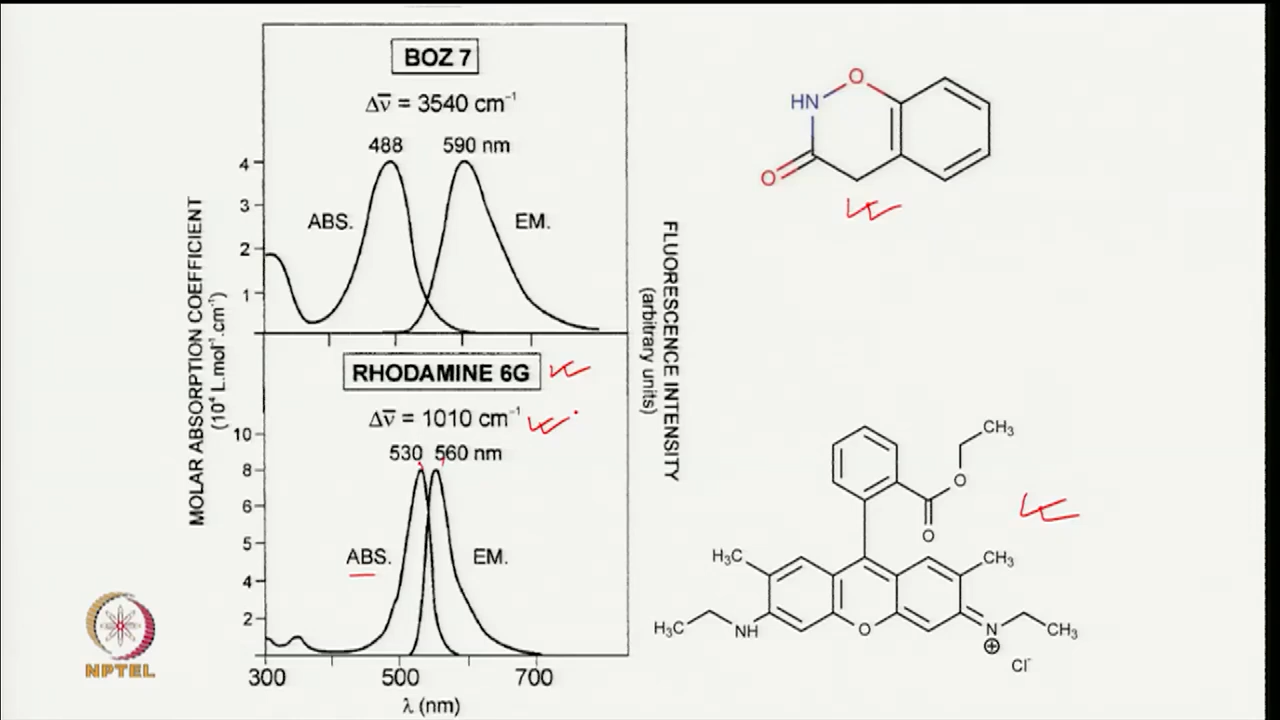 BOZ 7
Δν̅ = 3540 cm⁻¹
488 590 nm
4
3
2
1
ABS. EM.
RHODAMINE 6G
Δν̅ = 1010 cm⁻¹
530 560 nm
10
8
6
5
4
2
ABS. EM.
300 500 700
λ (nm)
MOLAR ABSORPTION COEFFICIENT
(10⁴ L.mol⁻¹.cm⁻¹)
FLUORESCENCE INTENSITY
(arbitrary units)
O
HN
O
CH₃
O
O
H₃C CH₃
H₃C NH O N CH₃
⊕
Cl⁻
NPTEL